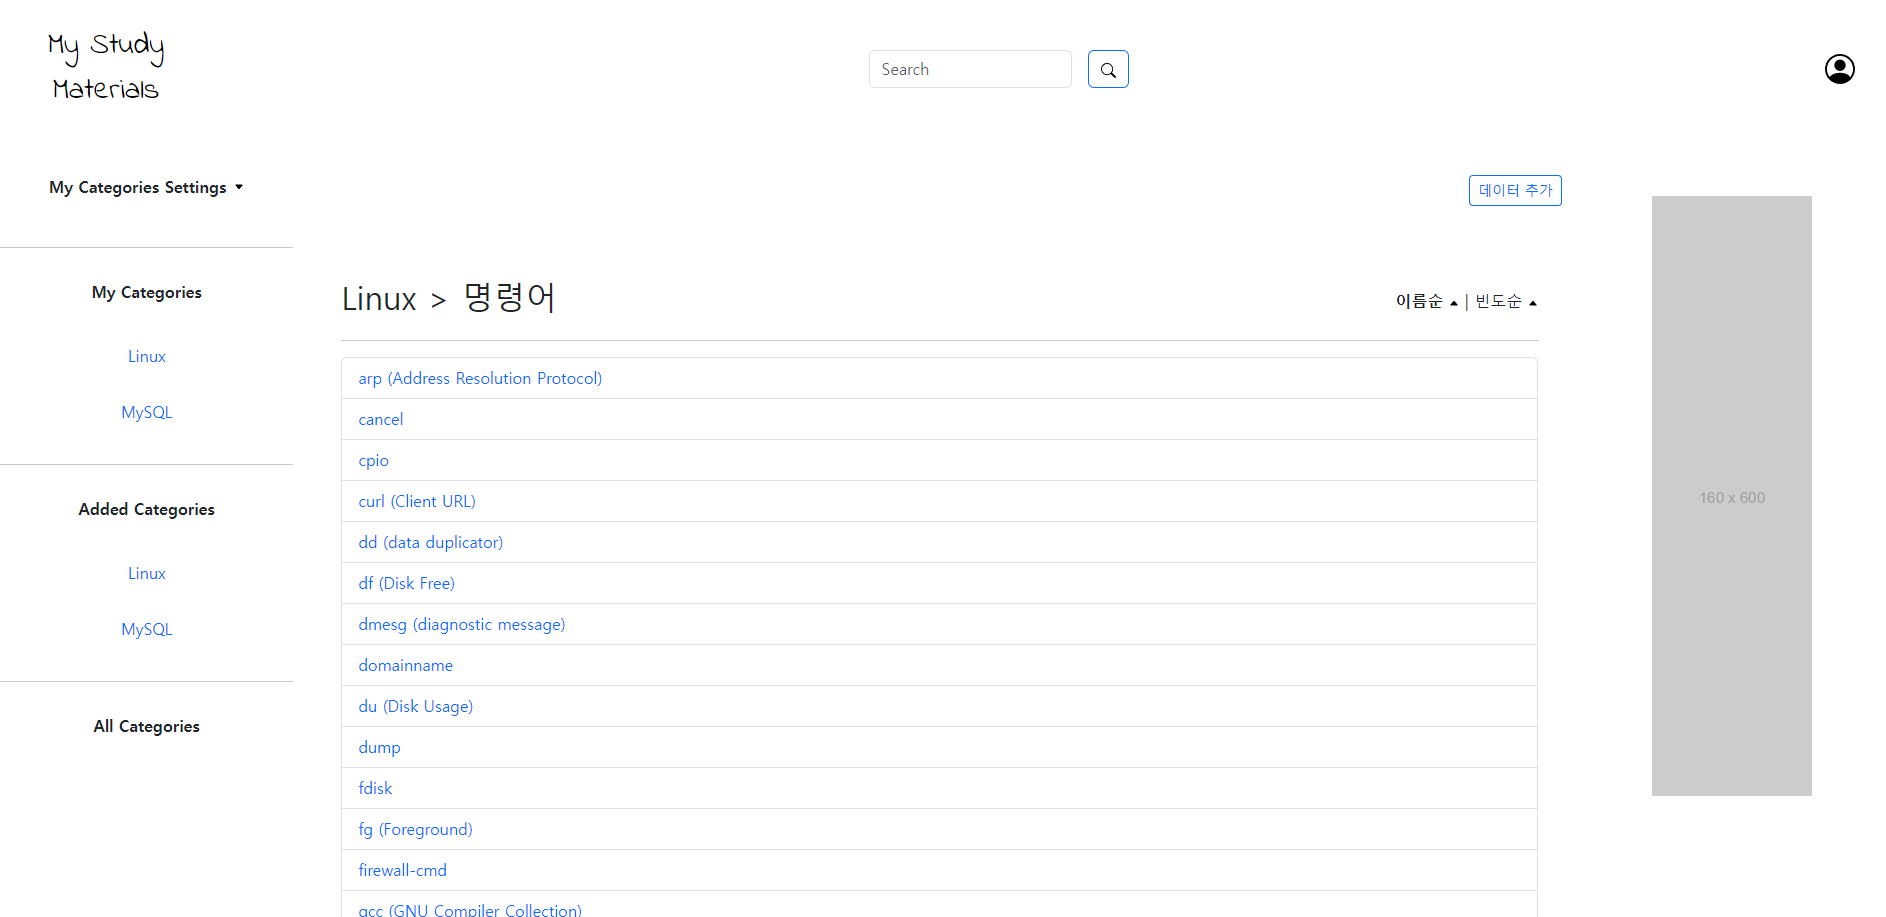 My Study
Materials
Search
My Categories Settings
데이터 추가
My Categories
Linux
MySQL
Added Categories
Linux
MySQL
All Categories
Linux > 명령어
이름순 | 빈도순
arp (Address Resolution Protocol)
cancel
cpio
curl (Client URL)
dd (data duplicator)
df (Disk Free)
dmesg (diagnostic message)
domainname
du (Disk Usage)
dump
fdisk
fg (Foreground)
firewall-cmd
gcc (GNU Compiler Collection)
160 x 600